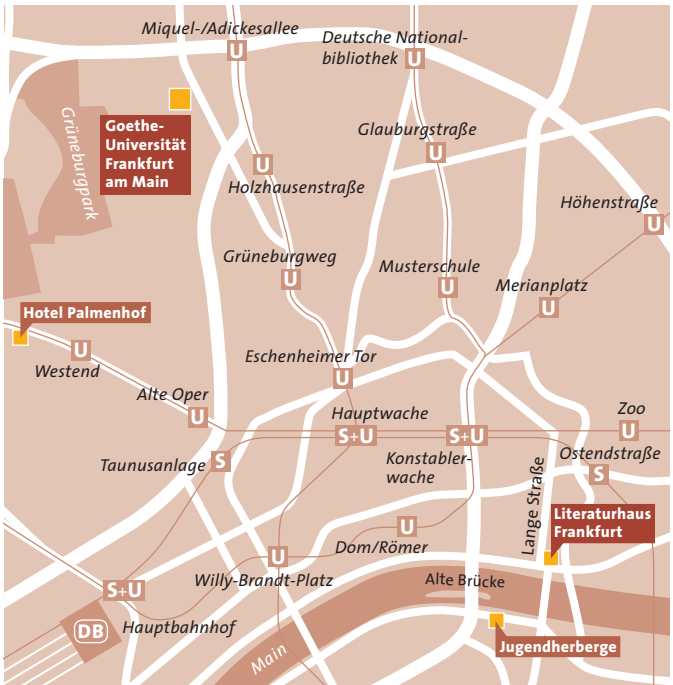 Miquel-/Adickesallee
U
Deutsche National-
bibliothek
U
Grüneburgpark
Goethe-
Universität
Frankfurt
am Main
Glauburgstraße
U
U
Holzhausenstraße
Höhenstraße
U
Grüneburgweg
U
Musterschule
U
Merianplatz
U
Hotel Palmenhof
U
Westend
Eschenheimer Tor
U
Alte Oper
U
Hauptwache
S+U
S+U
Konstabler-
wache
Zoo
U
Taunusanlage
S
Ostendstraße
S
Lange Straße
Literaturhaus
Frankfurt
U
Dom/Römer
U
Willy-Brandt-Platz
Alte Brücke
S+U
DB
Hauptbahnhof
Main
Jugendherberge